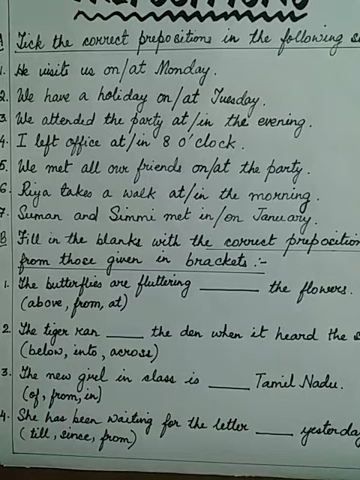 PREPOSITIONS
A Tick the correct prepositions in the following
1. He visits us on/at Monday.
2. We have a holiday on/at Tuesday.
3. We attended the party at/in the evening.
4. I left office at/in 8 O'clock.
5. We met all our friends on/at the party.
6. Riya takes a walk at/in the morning.
7. Suman and Simmi met in/on January.
B Fill in the blanks with the correct preposition
from those given in brackets:-
1. The butterflies are fluttering ________ the flowers.
(above, from, at)
2. The tiger ran _____ the den when it heard the
(below, into, across)
3. The new girl in class is _____ Tamil Nadu.
(of, from, in)
4. She has been waiting for the letter ____ yesterday
(till, since, from)